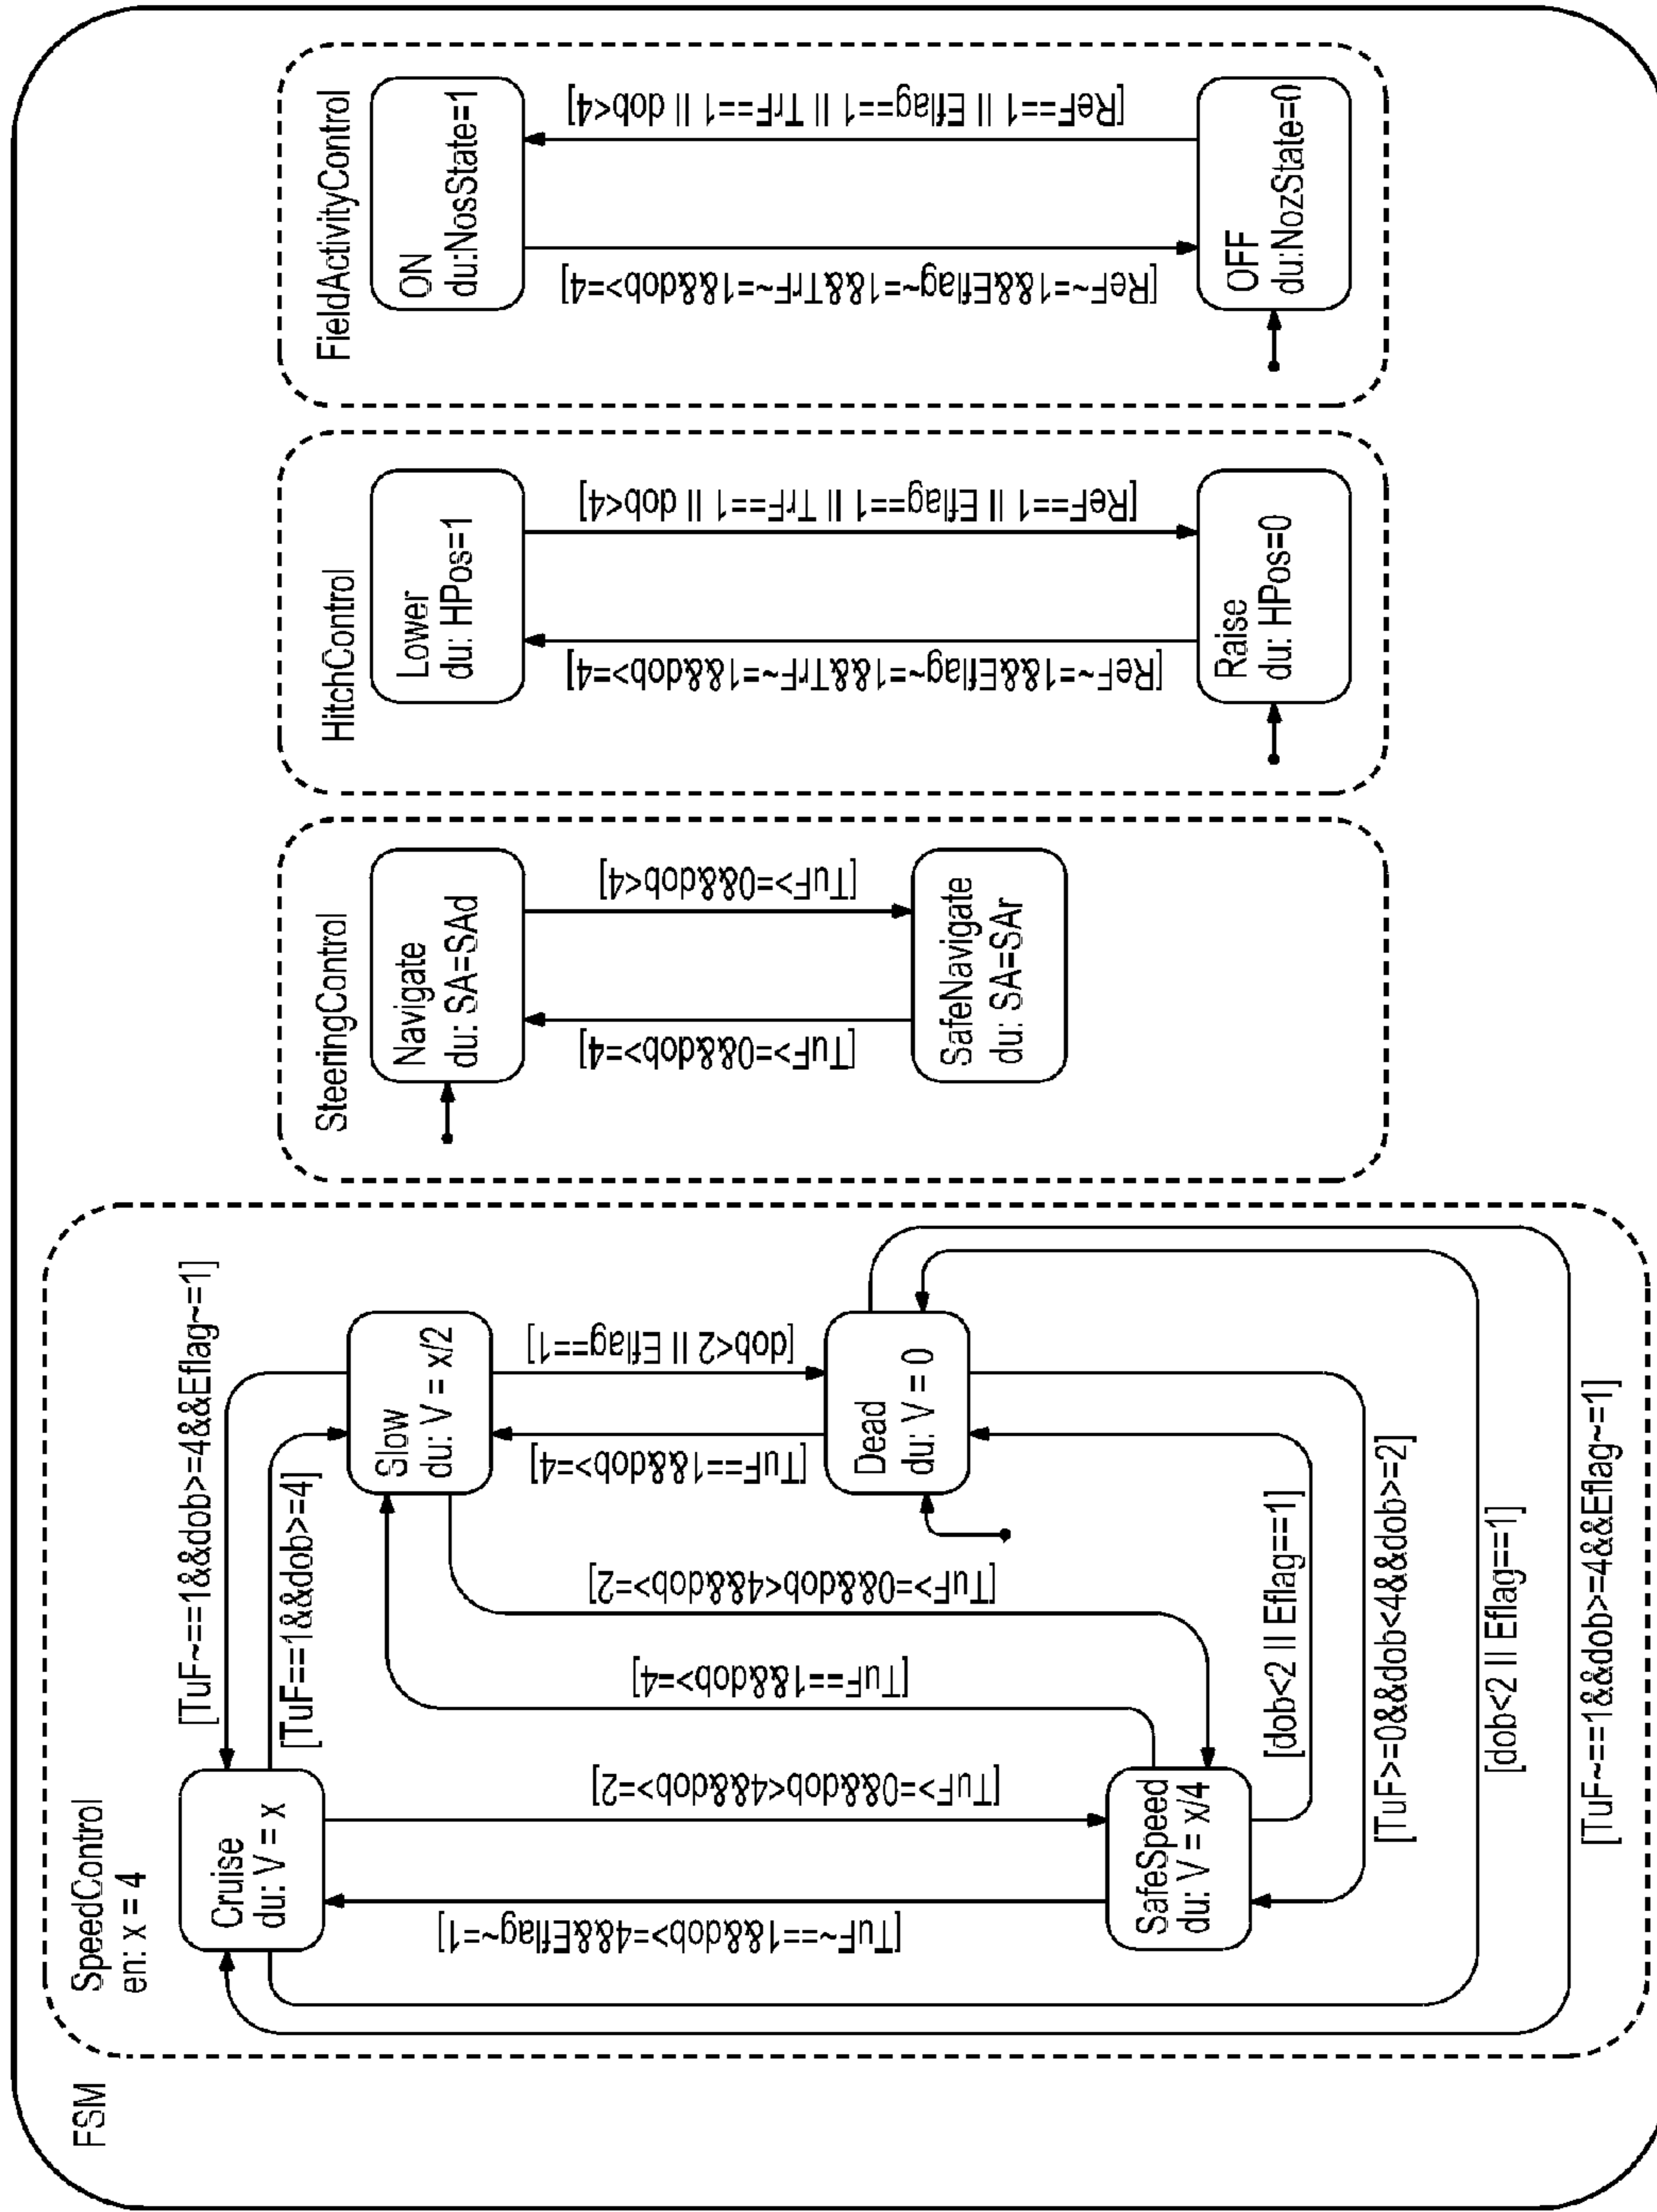 FSM
SpeedControl
en: x = 4
Cruise
du: V = x
[TuF~==1&&dob>=4&&Eflag~=1]
[TuF==1&&dob>=4]
Slow
du: V = x/2
[TuF>=0&&dob<4&&dob>=2]
[TuF~==1&&dob>=4&&Eflag~=1]
[TuF==1&&dob>=4]
[TuF>=0&&dob<4&&dob>=2]
[TuF==1&&dob>=4]
[dob<2 || Eflag==1]
SafeSpeed
du: V = x/4
Dead
du: V = 0
[dob<2 || Eflag==1]
[TuF>=0&&dob<4&&dob>=2]
[dob<2 || Eflag==1]
[TuF~==1&&dob>=4&&Eflag~=1]
SteeringControl
Navigate
du: SA=SAd
[TuF>=0&&dob>=4]
[TuF>=0&&dob<4]
SafeNavigate
du: SA=SAr
HitchControl
Lower
du: HPos=1
[ReF~=1&&Eflag~=1&&TrF~=1&&dob>=4]
[ReF==1 || Eflag==1 || TrF==1 || dob<4]
Raise
du: HPos=0
FieldActivityControl
ON
du:NosState=1
[ReF~=1&&Eflag~=1&&TrF~=1&&dob>=4]
[ReF==1 || Eflag==1 || TrF==1 || dob<4]
OFF
du:NozState=0